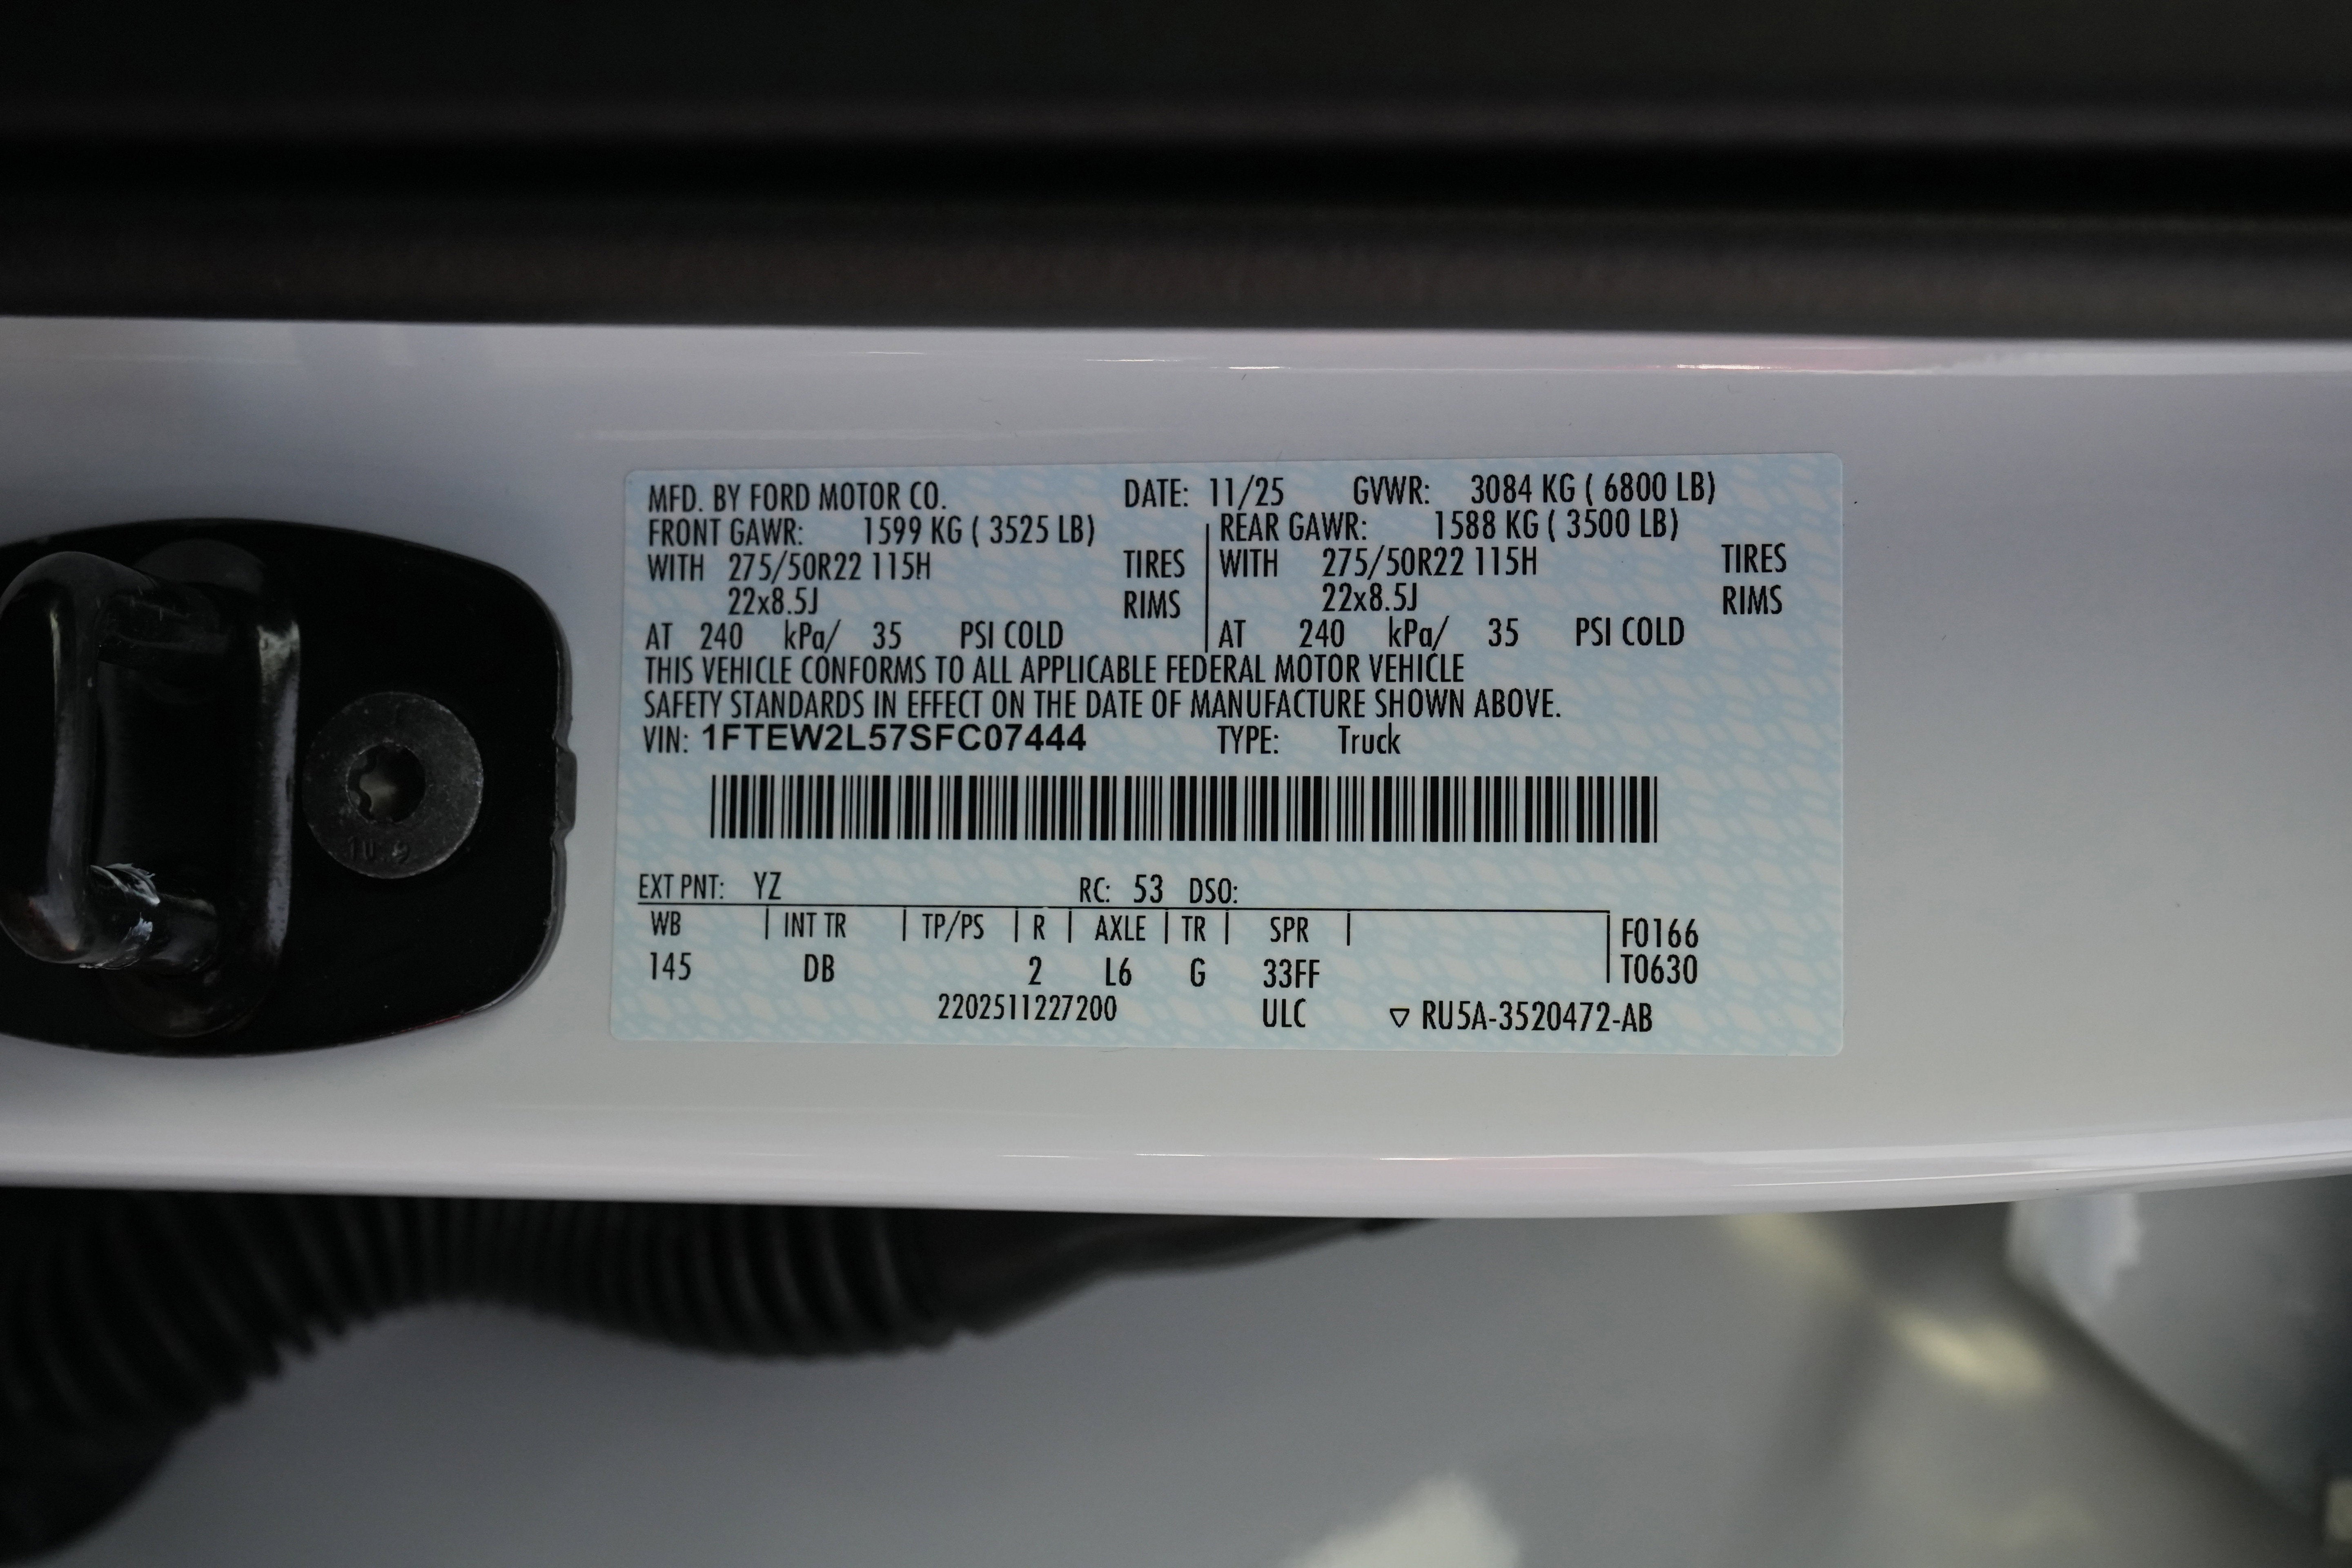 MFD. BY FORD MOTOR CO. DATE: 11/25 GVWR: 3084 KG ( 6800 LB)
FRONT GAWR: 1599 KG ( 3525 LB) REAR GAWR: 1588 KG ( 3500 LB)
WITH 275/50R22 115H TIRES WITH 275/50R22 115H TIRES
22x8.5J RIMS 22x8.5J RIMS
AT 240 kPa/ 35 PSI COLD AT 240 kPa/ 35 PSI COLD
THIS VEHICLE CONFORMS TO ALL APPLICABLE FEDERAL MOTOR VEHICLE
SAFETY STANDARDS IN EFFECT ON THE DATE OF MANUFACTURE SHOWN ABOVE.
VIN: 1FTEW2L57SFC07444 TYPE: Truck
EXT PNT: YZ RC: 53 DSO:
WB INT TR TP/PS R AXLE TR SPR F0166
145 DB 2 L6 G 33FF T0630
2202511227200 ULC ▽ RU5A-3520472-AB
10.9